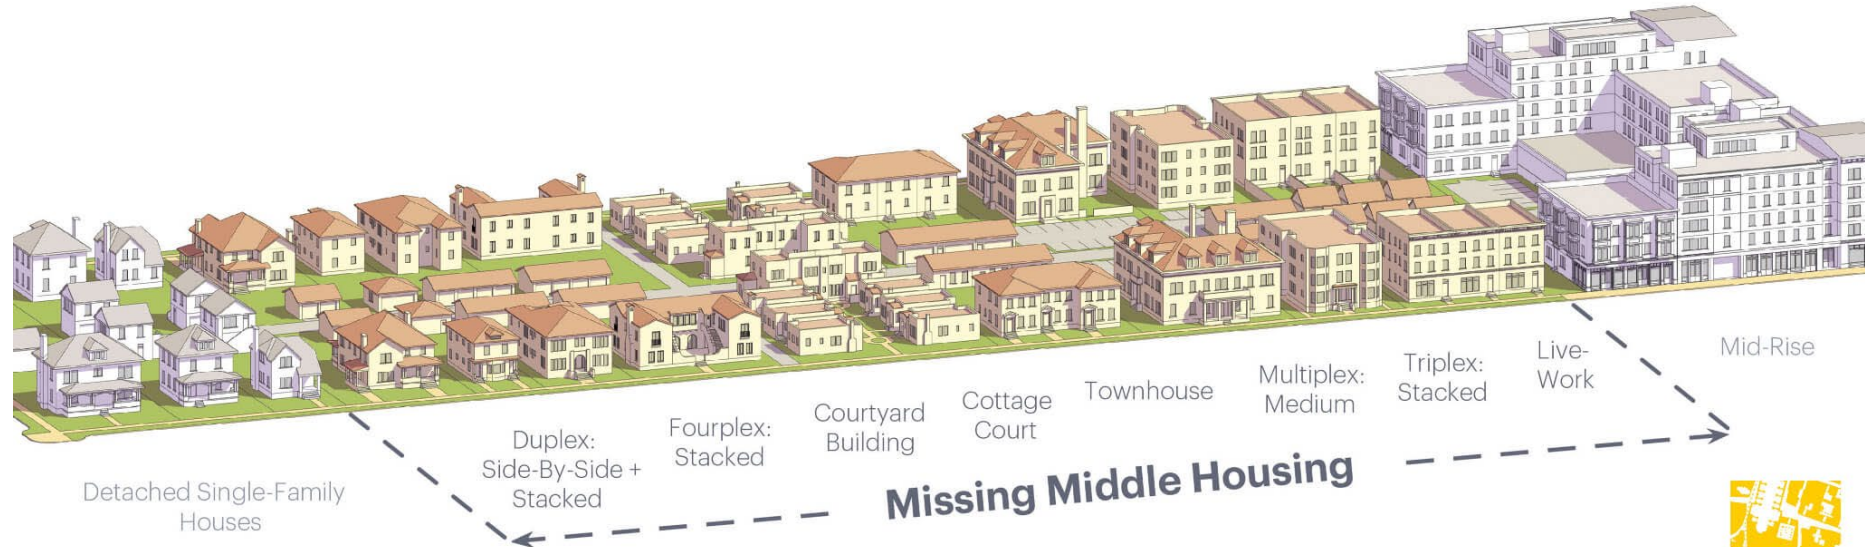 Detached Single-Family
Houses
Duplex:
Side-By-Side +
Stacked
Fourplex:
Stacked
Courtyard
Building
Cottage
Court
Townhouse
Multiplex:
Medium
Triplex:
Stacked
Live-
Work
Mid-Rise
Missing Middle Housing